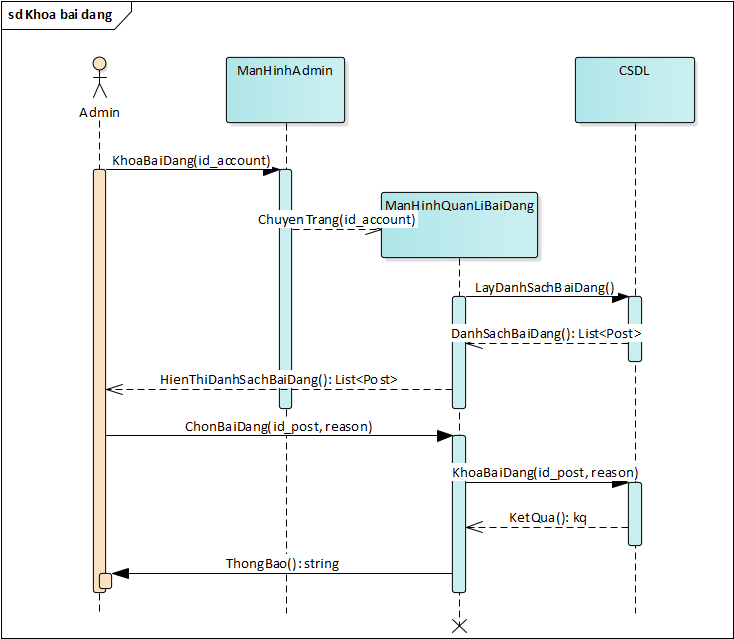 sd Khoa bai dang
ManHinhAdmin
CSDL
Admin
KhoaBaiDang(id_account)
ManHinhQuanLiBaiDang
ChuyenTrang(id_account)
LayDanhSachBaiDang()
DanhSachBaiDang(): List<Post>
HienThiDanhSachBaiDang(): List<Post>
ChonBaiDang(id_post, reason)
KhoaBaiDang(id_post, reason)
KetQua(): kq
ThongBao(): string